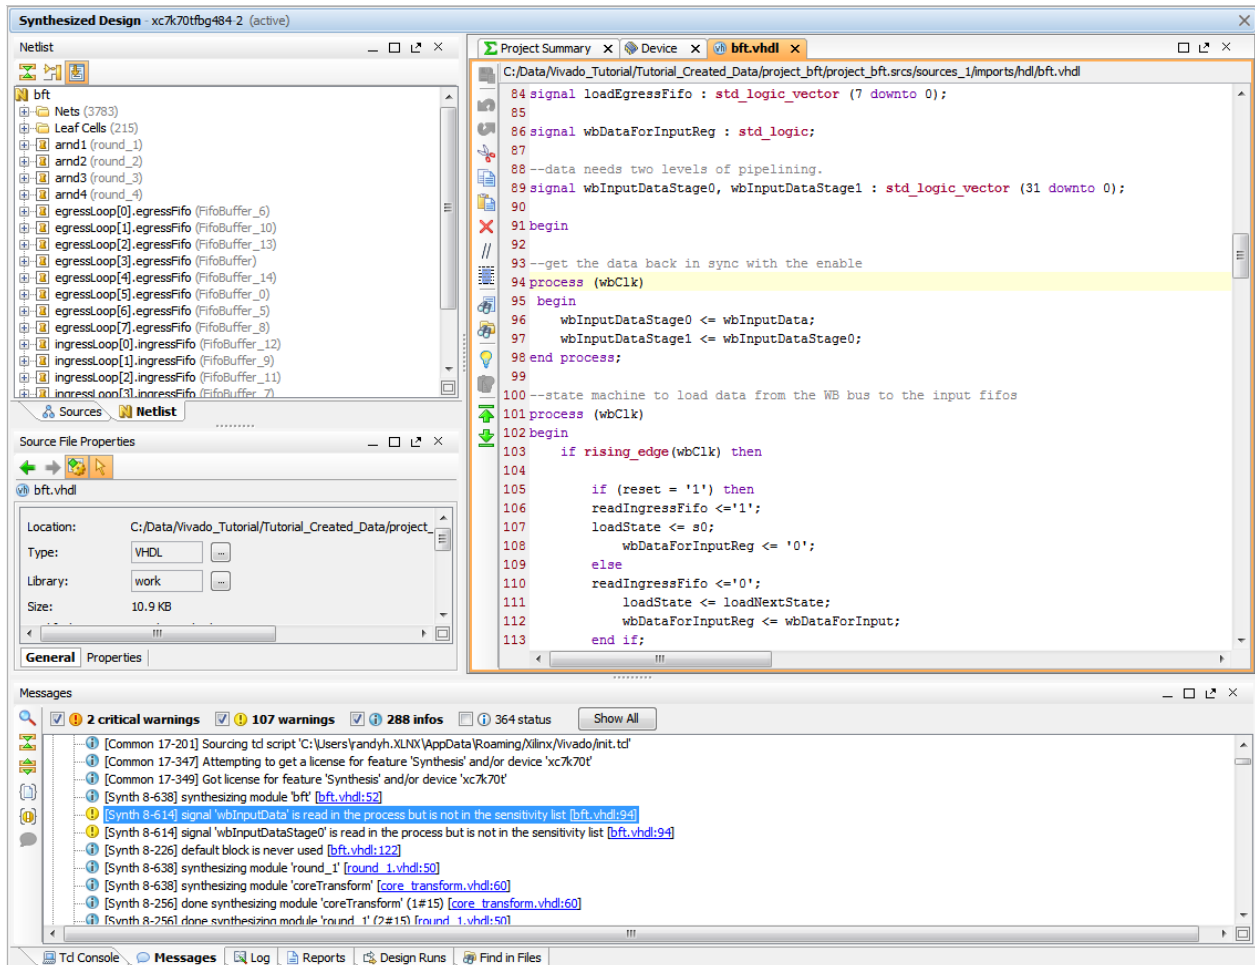 Synthesized Design - xc7k70tfbg484-2 (active)
Netlist
bft
Nets (3783)
Leaf Cells (215)
arnd1 (round_1)
arnd2 (round_2)
arnd3 (round_3)
arnd4 (round_4)
egressLoop[0].egressFifo (FifoBuffer_6)
egressLoop[1].egressFifo (FifoBuffer_10)
egressLoop[2].egressFifo (FifoBuffer_13)
egressLoop[3].egressFifo (FifoBuffer)
egressLoop[4].egressFifo (FifoBuffer_14)
egressLoop[5].egressFifo (FifoBuffer_0)
egressLoop[6].egressFifo (FifoBuffer_5)
egressLoop[7].egressFifo (FifoBuffer_8)
ingressLoop[0].ingressFifo (FifoBuffer_12)
ingressLoop[1].ingressFifo (FifoBuffer_9)
ingressLoop[2].ingressFifo (FifoBuffer_11)
ingressLoop[3].ingressFifo (FifoBuffer_7)
Sources Netlist
Source File Properties
bft.vhdl
Location: C:/Data/Vivado_Tutorial/Tutorial_Created_Data/project_
Type: VHDL ...
Library: work ...
Size: 10.9 KB
General Properties
Project Summary Device bft.vhdl
C:/Data/Vivado_Tutorial/Tutorial_Created_Data/project_bft/project_bft.srcs/sources_1/imports/hdl/bft.vhdl
84 signal loadEgressFifo : std_logic_vector (7 downto 0);
85
86 signal wbDataForInputReg : std_logic;
87
88 --data needs two levels of pipelining.
89 signal wbInputDataStage0, wbInputDataStage1 : std_logic_vector (31 downto 0);
90
91 begin
92
93 --get the data back in sync with the enable
94 process (wbClk)
95 begin
96 wbInputDataStage0 <= wbInputData;
97 wbInputDataStage1 <= wbInputDataStage0;
98 end process;
99
100 --state machine to load data from the WB bus to the input fifos
101 process (wbClk)
102 begin
103 if rising_edge(wbClk) then
104
105 if (reset = '1') then
106 readIngressFifo <='1';
107 loadState <= s0;
108 wbDataForInputReg <= '0';
109 else
110 readIngressFifo <='0';
111 loadState <= loadNextState;
112 wbDataForInputReg <= wbDataForInput;
113 end if;
Messages
2 critical warnings 107 warnings 288 infos 364 status Show All
[Common 17-201] Sourcing tcl script 'C:\Users\randyh.XLNX\AppData\Roaming/Xilinx/Vivado/init.tcl'
[Common 17-347] Attempting to get a license for feature 'Synthesis' and/or device 'xc7k70t'
[Common 17-349] Got license for feature 'Synthesis' and/or device 'xc7k70t'
[Synth 8-638] synthesizing module 'bft' [bft.vhdl:52]
[Synth 8-614] signal 'wbInputData' is read in the process but is not in the sensitivity list [bft.vhdl:94]
[Synth 8-614] signal 'wbInputDataStage0' is read in the process but is not in the sensitivity list [bft.vhdl:94]
[Synth 8-226] default block is never used [bft.vhdl:122]
[Synth 8-638] synthesizing module 'round_1' [round_1.vhdl:50]
[Synth 8-638] synthesizing module 'coreTransform' [core_transform.vhdl:60]
[Synth 8-256] done synthesizing module 'coreTransform' (1#15) [core_transform.vhdl:60]
[Synth 8-256] done synthesizing module 'round_1' (2#15) [round_1.vhdl:50]
Tcl Console Messages Log Reports Design Runs Find in Files